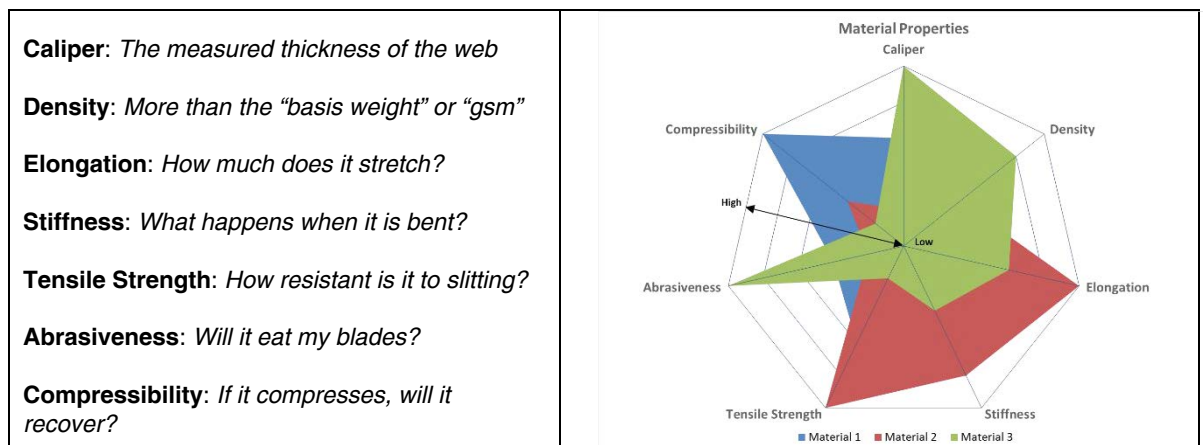 Caliper: The measured thickness of the web
Density: More than the “basis weight” or “gsm”
Elongation: How much does it stretch?
Stiffness: What happens when it is bent?
Tensile Strength: How resistant is it to slitting?
Abrasiveness: Will it eat my blades?
Compressibility: If it compresses, will it
recover?
Material Properties
Caliper
Compressibility
Density
High
Low
Abrasiveness
Elongation
Tensile Strength
Stiffness
Material 1 Material 2 Material 3